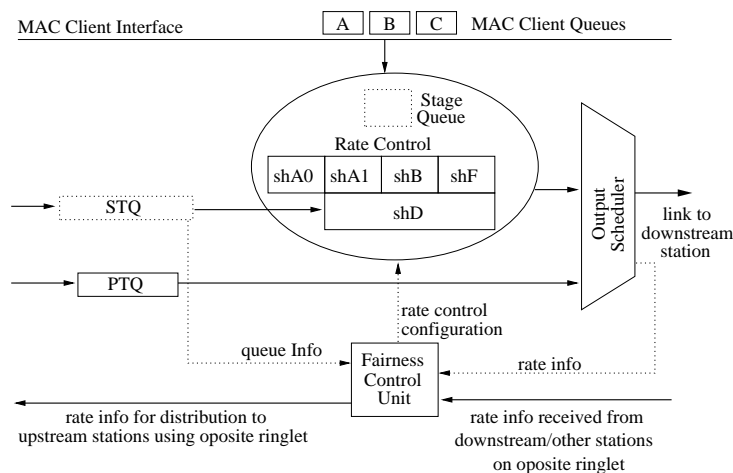 MAC Client Interface
A B C
MAC Client Queues
Stage
Queue
Rate Control
shA0 shA1 shB shF
shD
STQ
PTQ
Output
Scheduler
link to
downstream
station
rate control
configuration
queue Info
rate info
Fairness
Control
Unit
rate info for distribution to
upstream stations using oposite ringlet
rate info received from
downstream/other stations
on opposite ringlet